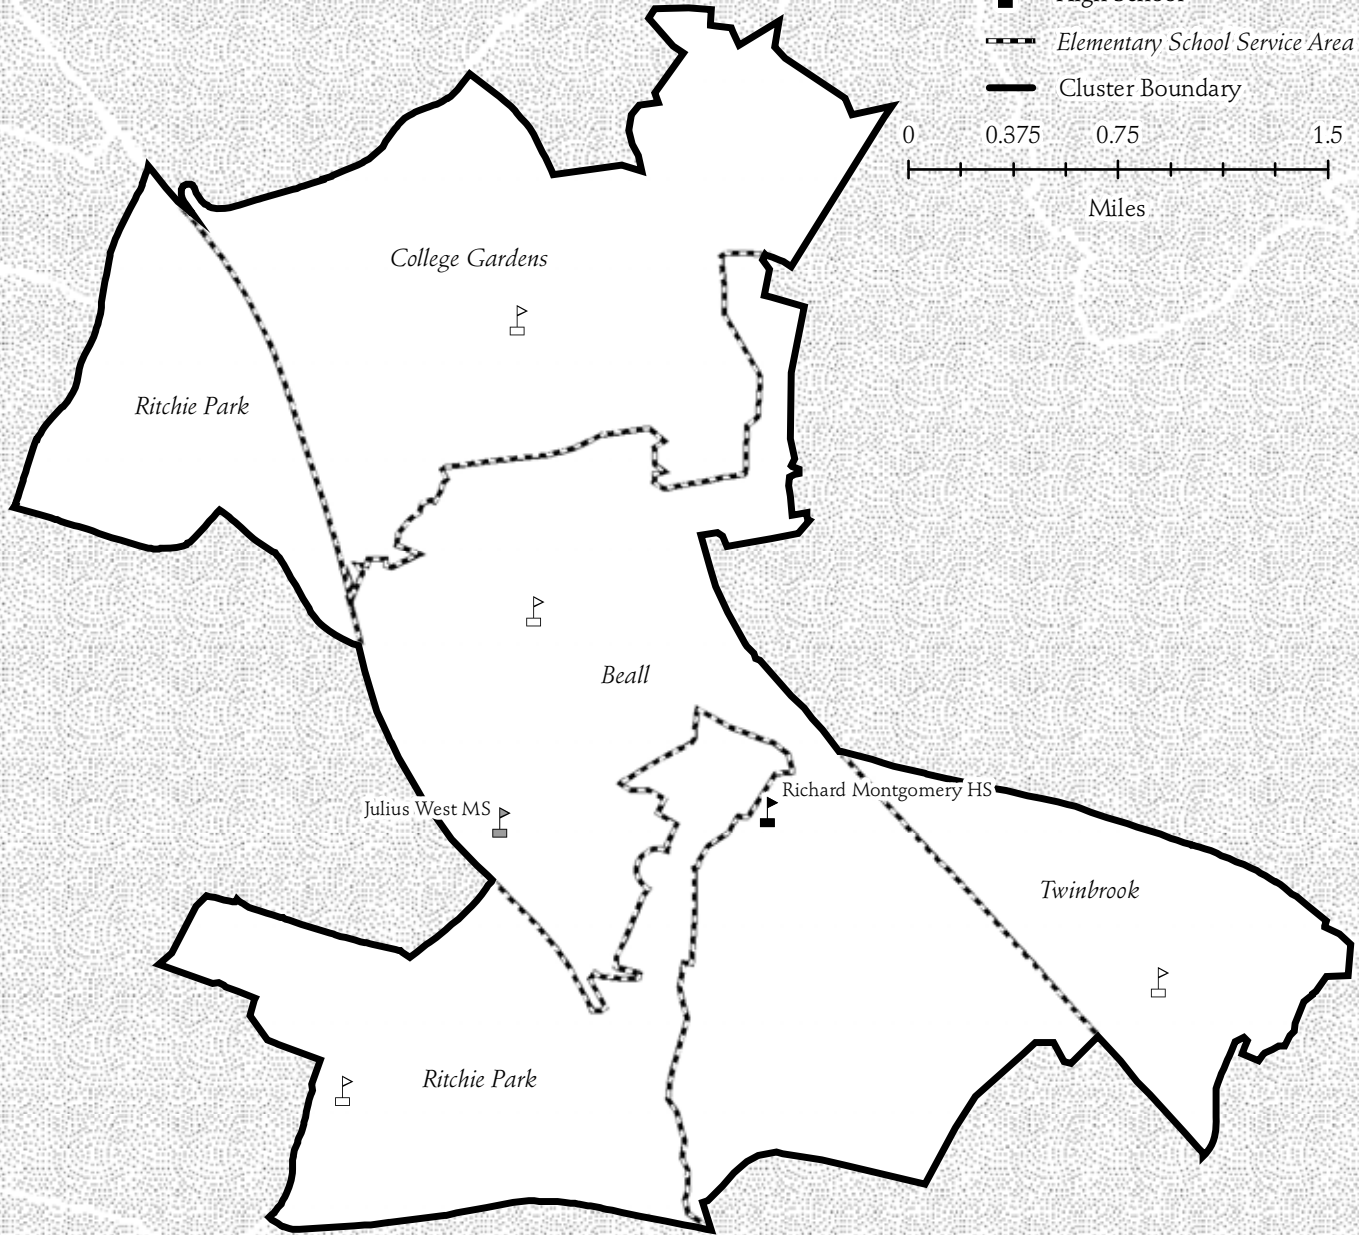 Elementary School Service Area
Cluster Boundary
0 0.375 0.75 1.5
Miles
College Gardens
Ritchie Park
Beall
Richard Montgomery HS
Julius West MS
Twinbrook
Ritchie Park